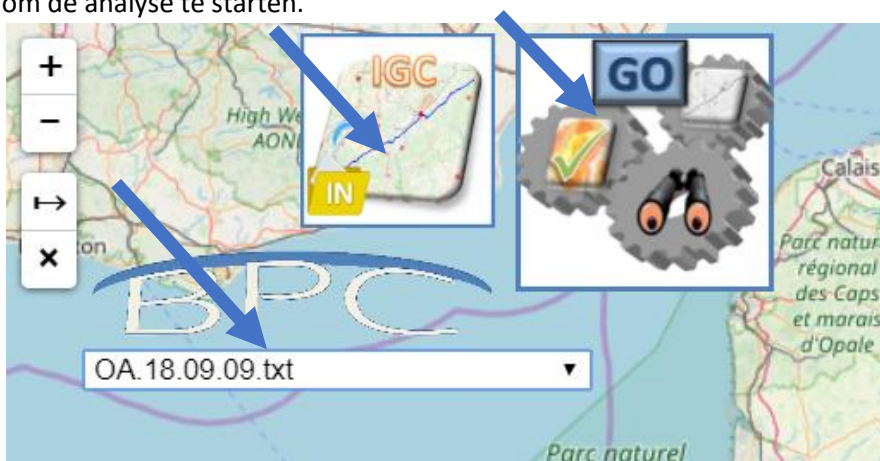 om de analyse te starten.
+
IGC
GO
−
High We
AON
IN
Calais
↦
×
on
Parc natur
régional
des Caps
et marais
d'Opale
BPC
OA.18.09.09.txt
Parc naturel